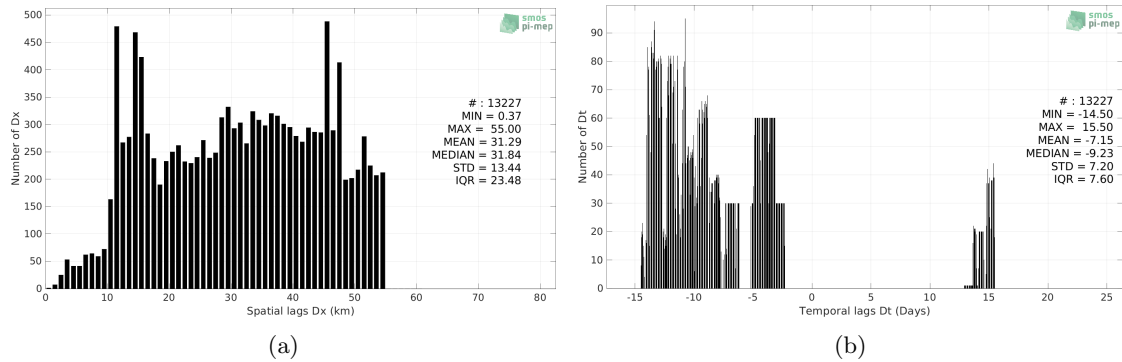 500
450
400
350
300
250
200
150
100
50
0
0
10
20
30
40
50
60
70
80
Number of Dx
Spatial lags Dx (km)
smos
pi-mep
# : 13227
MIN = 0.37
MAX = 55.00
MEAN = 31.29
MEDIAN = 31.84
STD = 13.44
IQR = 23.48
(a)
90
80
70
60
50
40
30
20
10
0
-15
-10
-5
0
5
10
15
20
25
Number of Dt
Temporal lags Dt (Days)
smos
pi-mep
# : 13227
MIN = -14.50
MAX = 15.50
MEAN = -7.15
MEDIAN = -9.23
STD = 7.20
IQR = 7.60
(b)